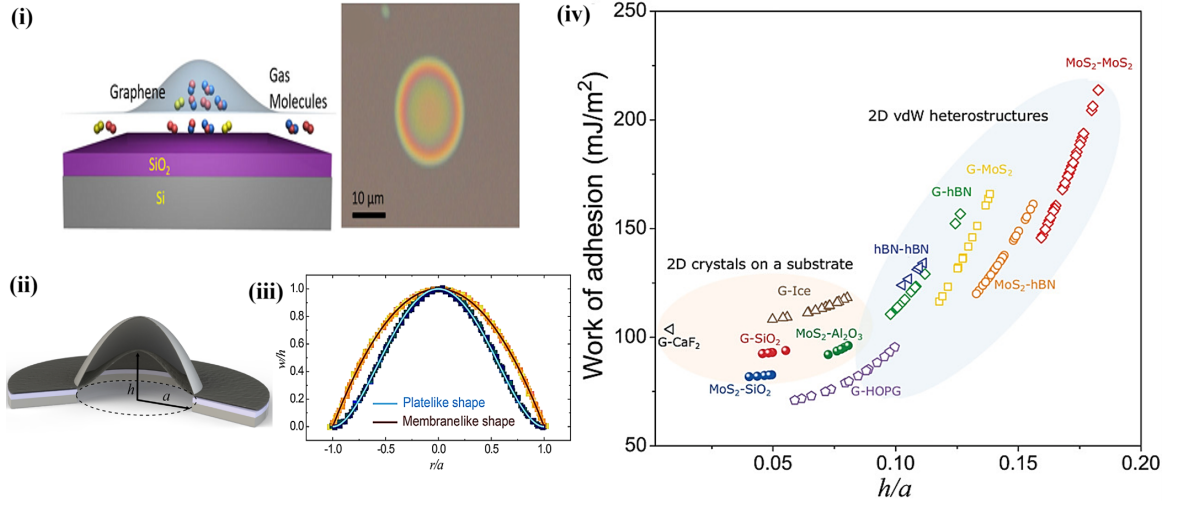 (i)
Graphene
Gas
Molecules
SiO₂
Si
10 μm
(ii)
h
a
(iii)
w/h
1.0
0.8
0.6
0.4
0.2
0.0
Platelike shape
Membranelike shape
-1.0
-0.5
0.0
0.5
1.0
r/a
(iv)
Work of adhesion (mJ/m²)
250
200
150
100
50
MoS₂-MoS₂
2D vdW heterostructures
G-MoS₂
G-hBN
hBN-hBN
2D crystals on a substrate
MoS₂-hBN
G-Ice
G-CaF₂
G-SiO₂
MoS₂-Al₂O₃
MoS₂-SiO₂
G-HOPG
0.05
0.10
0.15
0.20
h/a